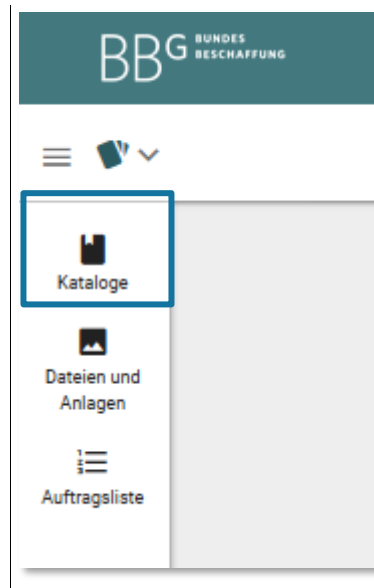 BBG BUNDES
BESCHAFFUNG
Kataloge
Dateien und
Anlagen
Auftragsliste